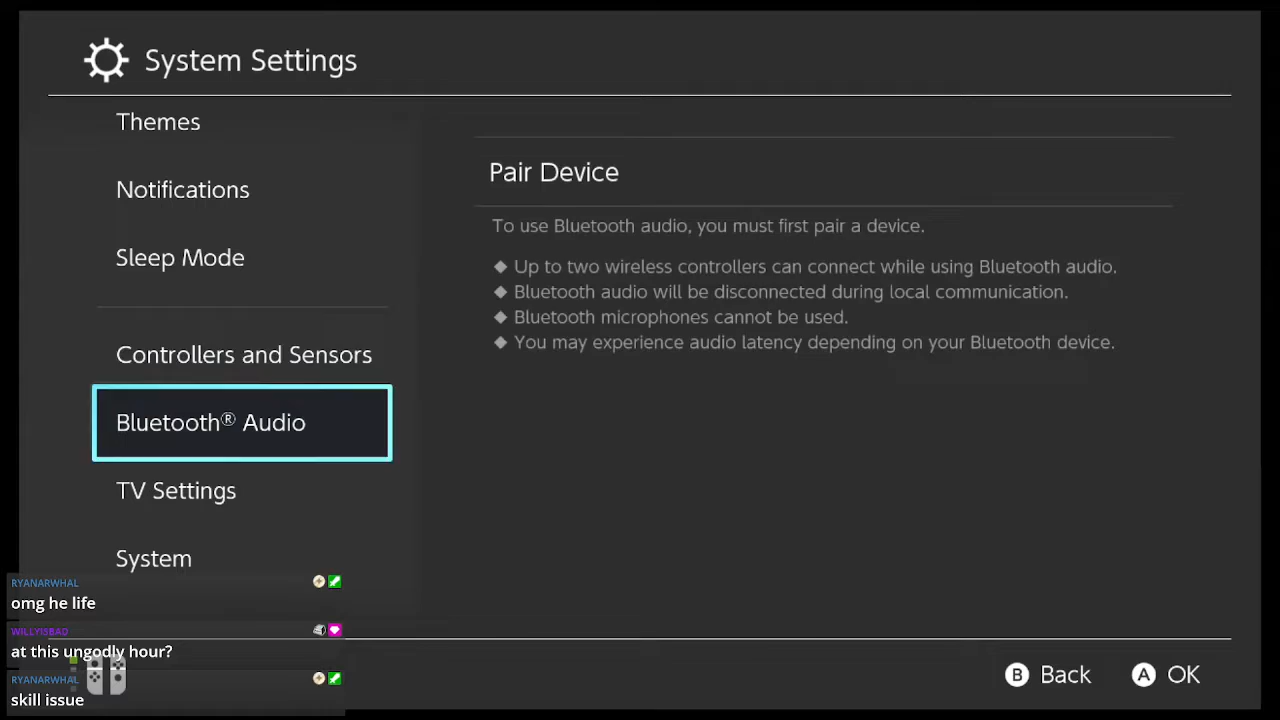 System Settings
Themes
Notifications
Sleep Mode
Controllers and Sensors
Bluetooth® Audio
TV Settings
System
Pair Device
To use Bluetooth audio, you must first pair a device.
◆ Up to two wireless controllers can connect while using Bluetooth audio.
◆ Bluetooth audio will be disconnected during local communication.
◆ Bluetooth microphones cannot be used.
◆ You may experience audio latency depending on your Bluetooth device.
RYANARWHAL
omg he life
WILLYISBAD
at this ungodly hour?
RYANARWHAL
skill issue
B Back
A OK